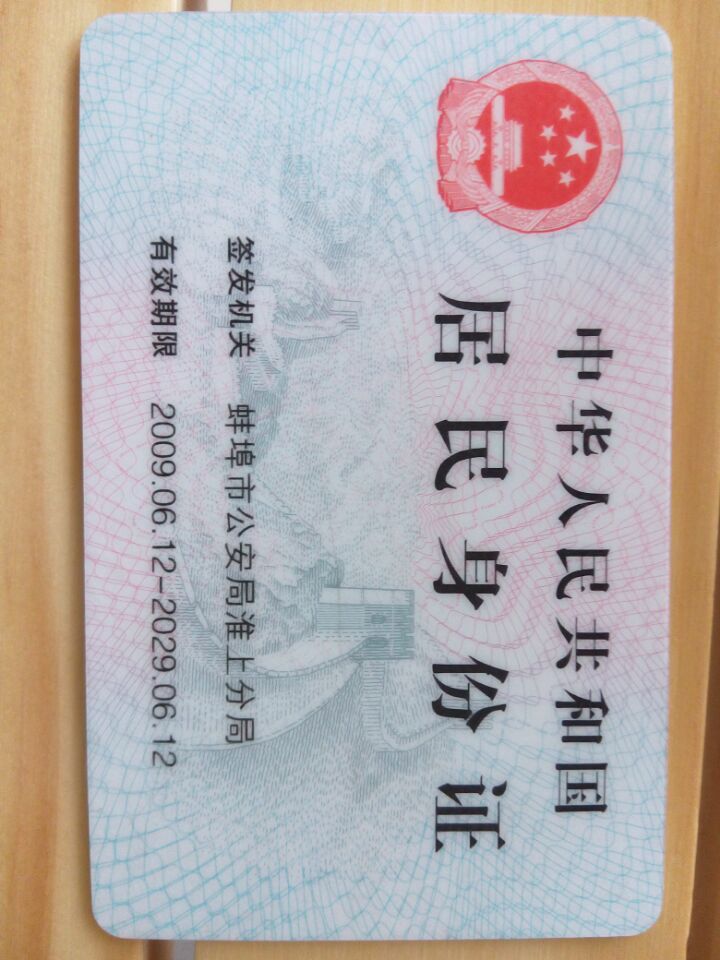 中华人民共和国
居民身份证
签发机关 蚌埠市公安局淮上分局
有效期限 2009.06.12-2029.06.12